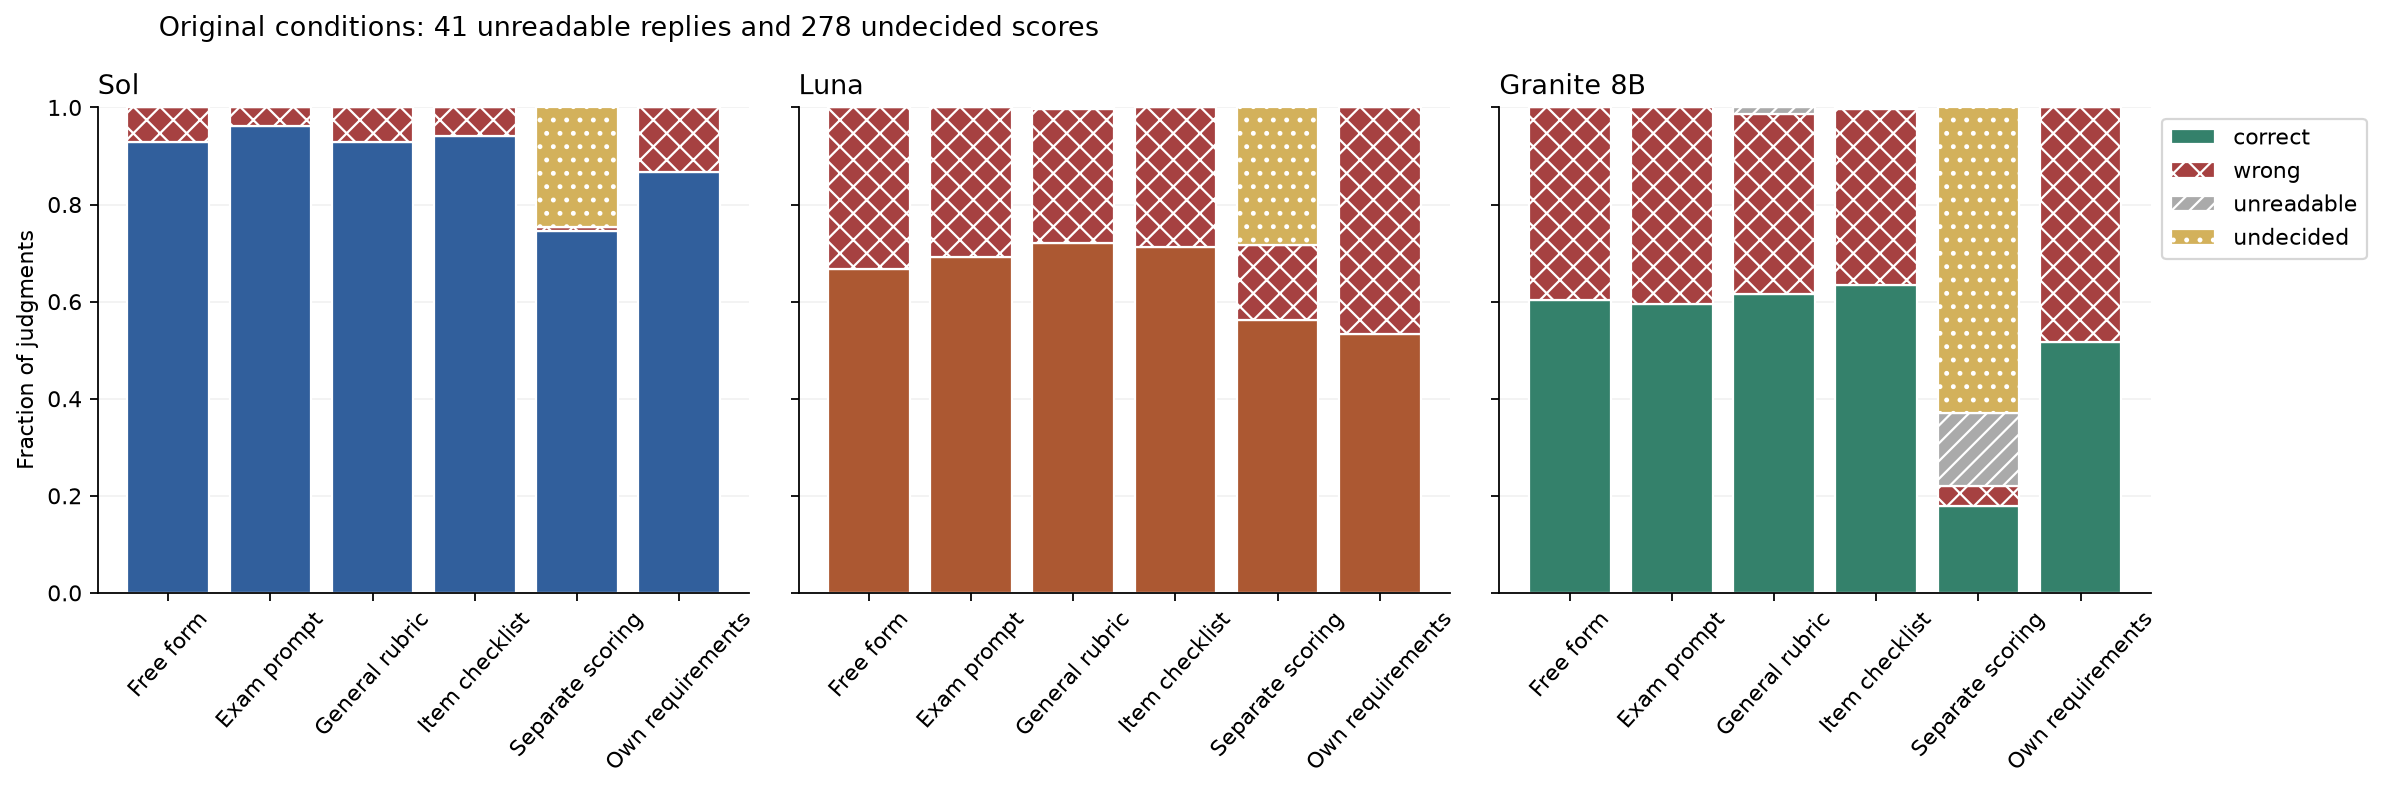 Original conditions: 41 unreadable replies and 278 undecided scores
Sol
Luna
Granite 8B
Fraction of judgments
1.0
0.8
0.6
0.4
0.2
0.0
Free form
Exam prompt
General rubric
Item checklist
Separate scoring
Own requirements
Free form
Exam prompt
General rubric
Item checklist
Separate scoring
Own requirements
Free form
Exam prompt
General rubric
Item checklist
Separate scoring
Own requirements
correct
wrong
unreadable
undecided